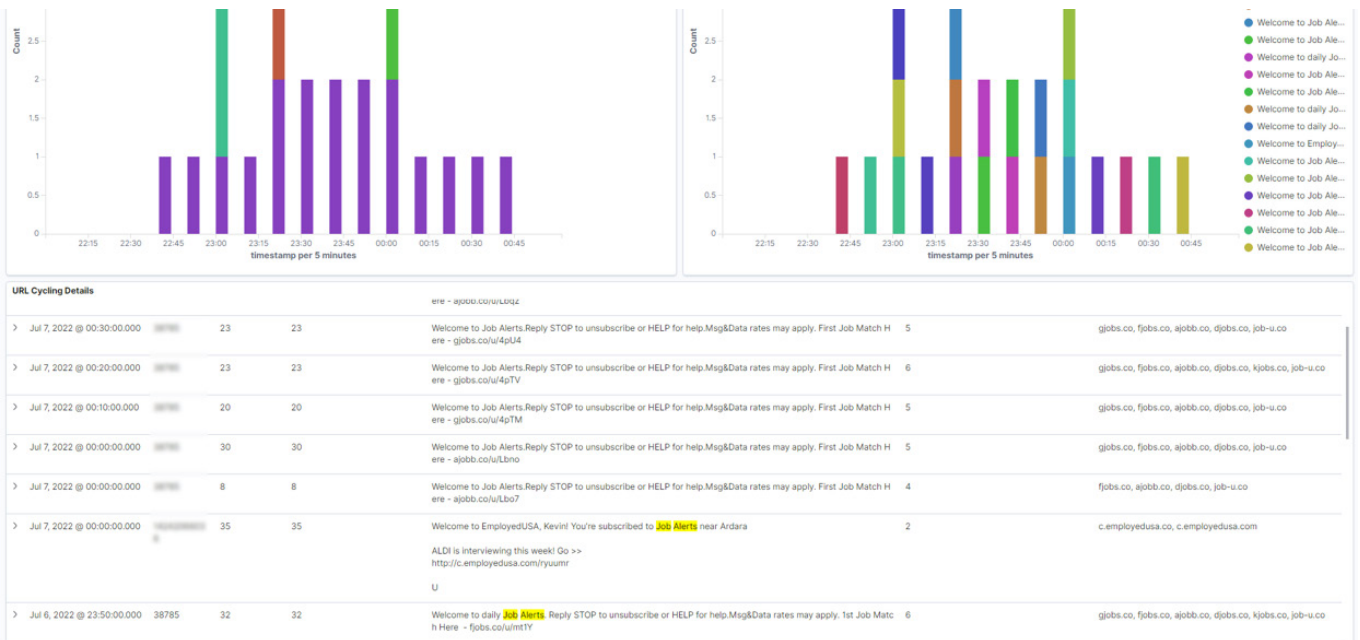 Count
2.5
2
1.5
1
0.5
0
22:15 22:30 22:45 23:00 23:15 23:30 23:45 00:00 00:15 00:30 00:45
timestamp per 5 minutes
Count
2.5
2
1.5
1
0.5
0
22:15 22:30 22:45 23:00 23:15 23:30 23:45 00:00 00:15 00:30 00:45
timestamp per 5 minutes
Welcome to Job Ale...
Welcome to Job Ale...
Welcome to daily Jo...
Welcome to Job Ale...
Welcome to Job Ale...
Welcome to daily Jo...
Welcome to daily Jo...
Welcome to Employ...
Welcome to Job Ale...
Welcome to Job Ale...
Welcome to Job Ale...
Welcome to Job Ale...
Welcome to Job Ale...
Welcome to Job Ale...
URL Cycling Details
ere - ajobb.co/u/Lbqz
Jul 7, 2022 @ 00:30:00.000 23 23 Welcome to Job Alerts.Reply STOP to unsubscribe or HELP for help.Msg&Data rates may apply. First Job Match H 5 gjobs.co, fjobs.co, ajobb.co, djobs.co, job-u.co
ere - gjobs.co/u/4pU4
Jul 7, 2022 @ 00:20:00.000 23 23 Welcome to Job Alerts.Reply STOP to unsubscribe or HELP for help.Msg&Data rates may apply. First Job Match H 6 gjobs.co, fjobs.co, ajobb.co, djobs.co, kjobs.co, job-u.co
ere - gjobs.co/u/4pTV
Jul 7, 2022 @ 00:10:00.000 20 20 Welcome to Job Alerts.Reply STOP to unsubscribe or HELP for help.Msg&Data rates may apply. First Job Match H 5 gjobs.co, fjobs.co, ajobb.co, djobs.co, job-u.co
ere - gjobs.co/u/4pTM
Jul 7, 2022 @ 00:00:00.000 30 30 Welcome to Job Alerts.Reply STOP to unsubscribe or HELP for help.Msg&Data rates may apply. First Job Match H 5 gjobs.co, fjobs.co, ajobb.co, djobs.co, job-u.co
ere - ajobb.co/u/Lbno
Jul 7, 2022 @ 00:00:00.000 8 8 Welcome to Job Alerts.Reply STOP to unsubscribe or HELP for help.Msg&Data rates may apply. First Job Match H 4 fjobs.co, ajobb.co, djobs.co, job-u.co
ere - ajobb.co/u/Lbo7
Jul 7, 2022 @ 00:00:00.000 35 35 Welcome to EmployedUSA, Kevin! You're subscribed to Job Alerts near Ardara 2 c.employedusa.co, c.employedusa.com
ALDI is interviewing this week! Go >>
http://c.employedusa.com/ryuumr
U
Jul 6, 2022 @ 23:50:00.000 38785 32 32 Welcome to daily Job Alerts. Reply STOP to unsubscribe or HELP for help.Msg&Data rates may apply. 1st Job Matc 6 gjobs.co, fjobs.co, ajobb.co, djobs.co, kjobs.co, job-u.co
h Here - fjobs.co/u/mt1Y